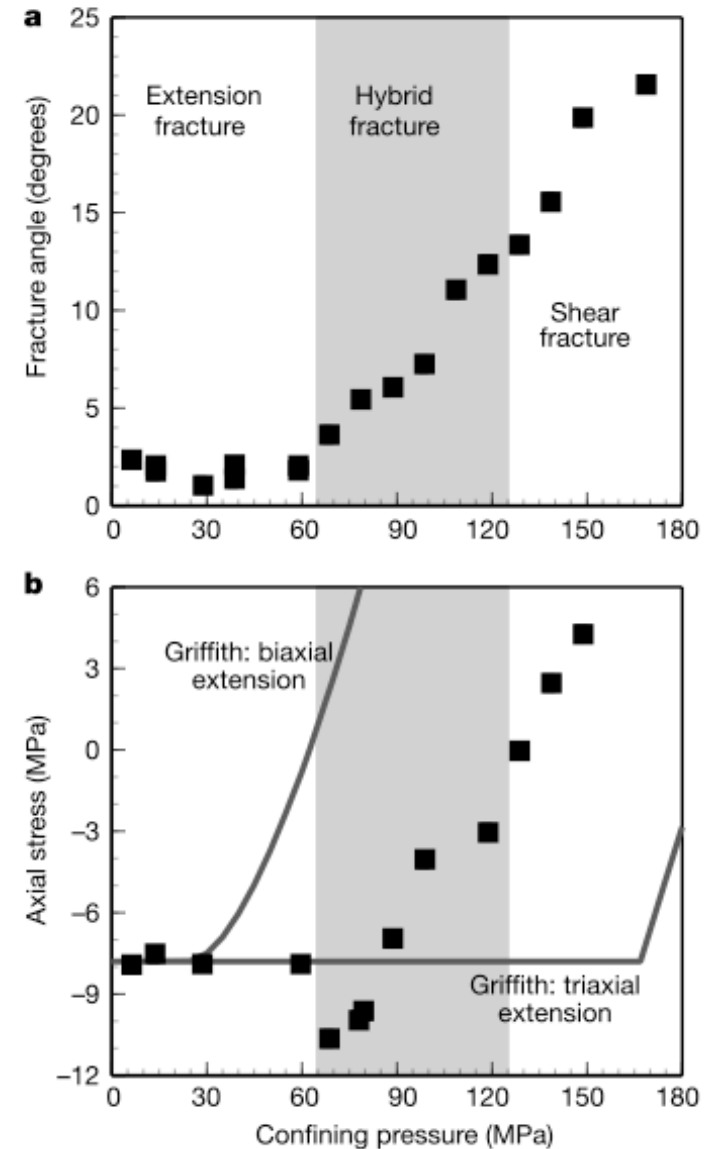 a
25
20
15
10
5
0
Fracture angle (degrees)
Extension
fracture
Hybrid
fracture
Shear
fracture
0 30 60 90 120 150 180
b
6
3
0
−3
−6
−9
−12
Axial stress (MPa)
Griffith: biaxial
extension
Griffith: triaxial
extension
0 30 60 90 120 150 180
Confining pressure (MPa)